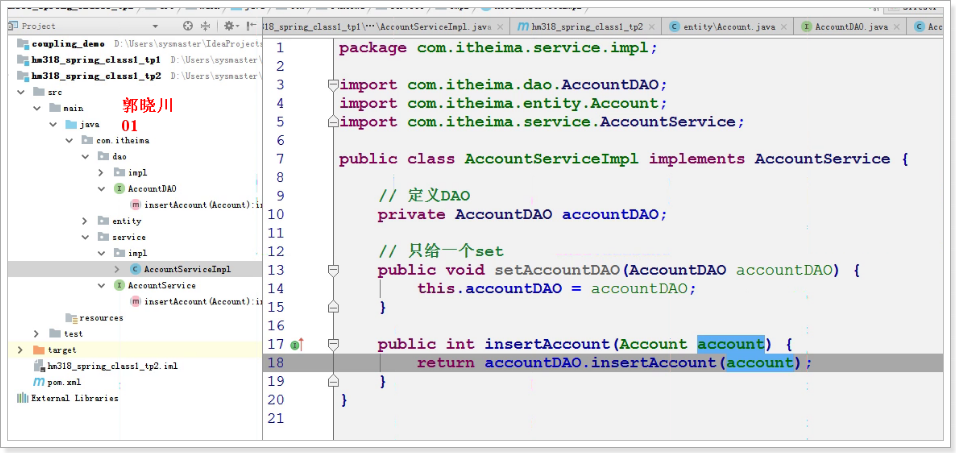 Project
18_spring_class1_tp1\···\AccountServiceImpl.java
hm318_spring_class1_tp2
entity\Account.java
AccountDAO.java
Acco
coupling_demo D:\Users\sysmaster\IdeaProjects
hm318_spring_class1_tp1 D:\Users\sysmaster\
hm318_spring_class1_tp2 D:\Users\sysmaster\
src
main
java
com.itheima
dao
impl
AccountDAO
insertAccount(Account):in
entity
service
impl
AccountServiceImpl
AccountService
insertAccount(Account):in
resources
test
target
hm318_spring_class1_tp2.iml
pom.xml
External Libraries
郭晓川
01
1 package com.itheima.service.impl;
2
3 import com.itheima.dao.AccountDAO;
4 import com.itheima.entity.Account;
5 import com.itheima.service.AccountService;
6
7 public class AccountServiceImpl implements AccountService {
8
9 // 定义DAO
10 private AccountDAO accountDAO;
11
12 // 只给一个set
13 public void setAccountDAO(AccountDAO accountDAO) {
14 this.accountDAO = accountDAO;
15 }
16
17 public int insertAccount(Account account) {
18 return accountDAO.insertAccount(account);
19 }
20 }
21